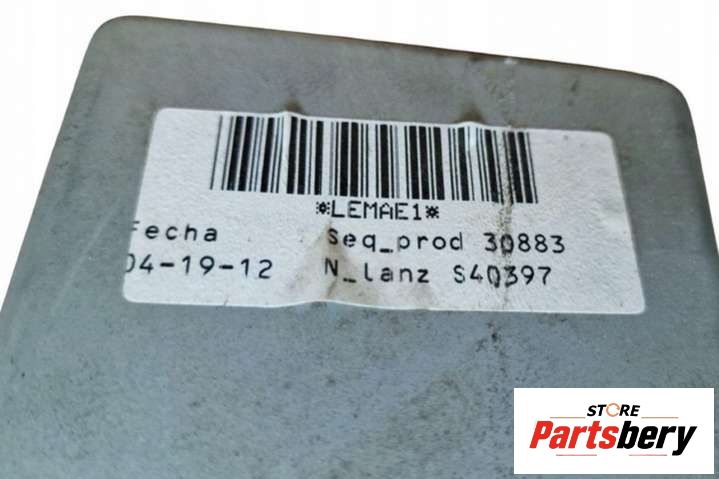 *LEMAE1*
Fecha Seq_prod 30883
04-19-12 N_lanz S40397
STORE
Partsbery